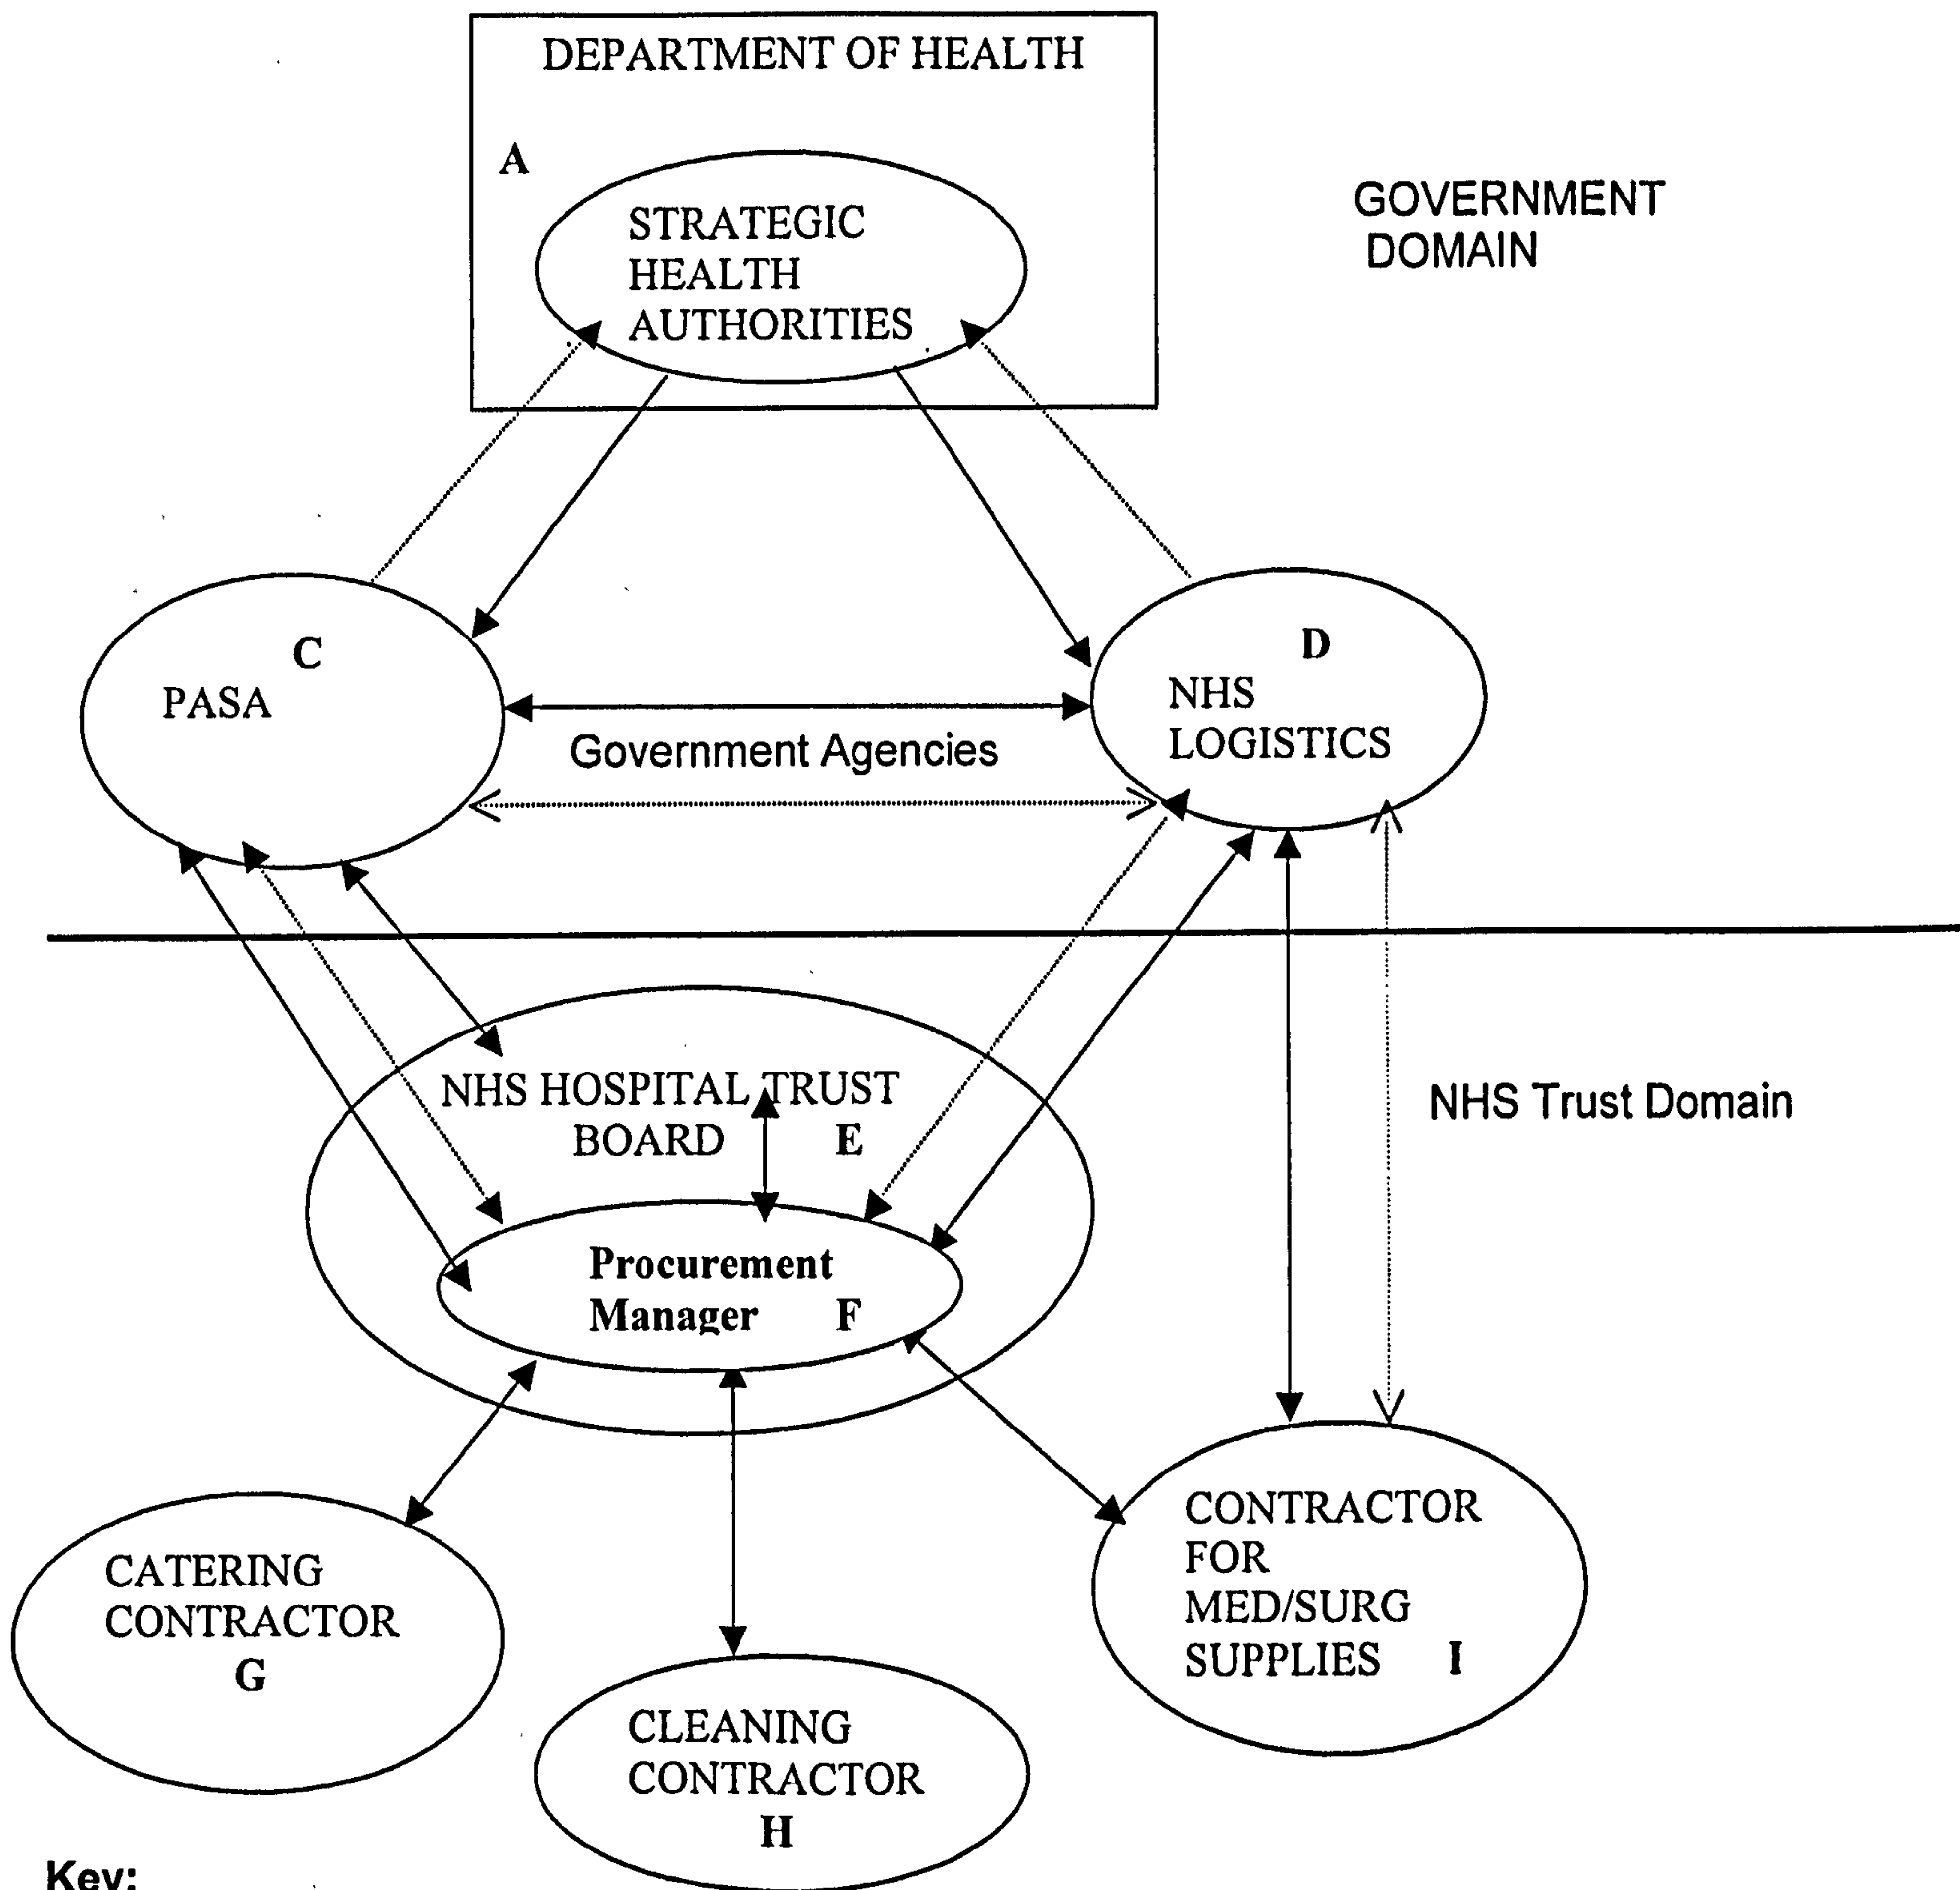 DEPARTMENT OF HEALTH
A
STRATEGIC
HEALTH
AUTHORITIES
GOVERNMENT
DOMAIN
C
PASA
D
NHS
LOGISTICS
Government Agencies
NHS HOSPITAL TRUST
BOARD E
NHS Trust Domain
Procurement
Manager F
CATERING
CONTRACTOR
G
CONTRACTOR
FOR
MED/SURG
SUPPLIES I
CLEANING
CONTRACTOR
H
Key: